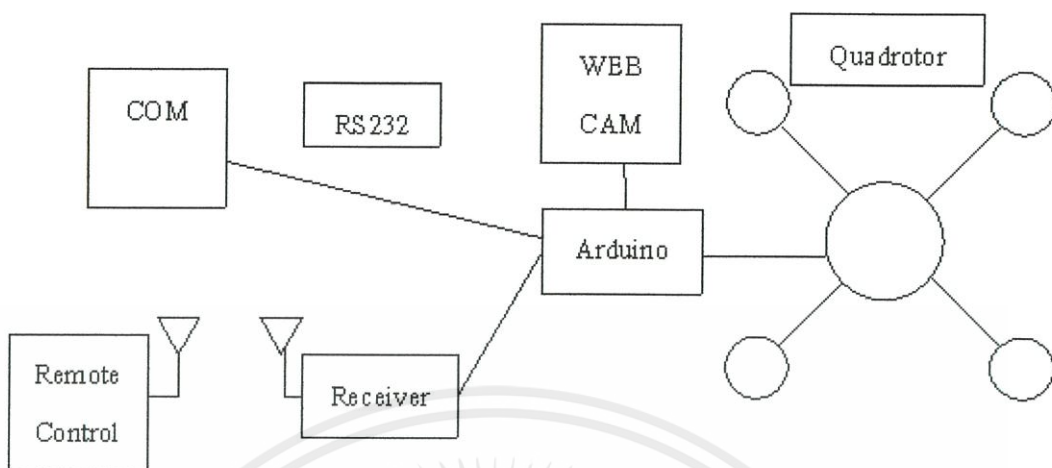 COM
RS232
WEB
CAM
Quadrotor
Arduino
Remote
Control
Receiver